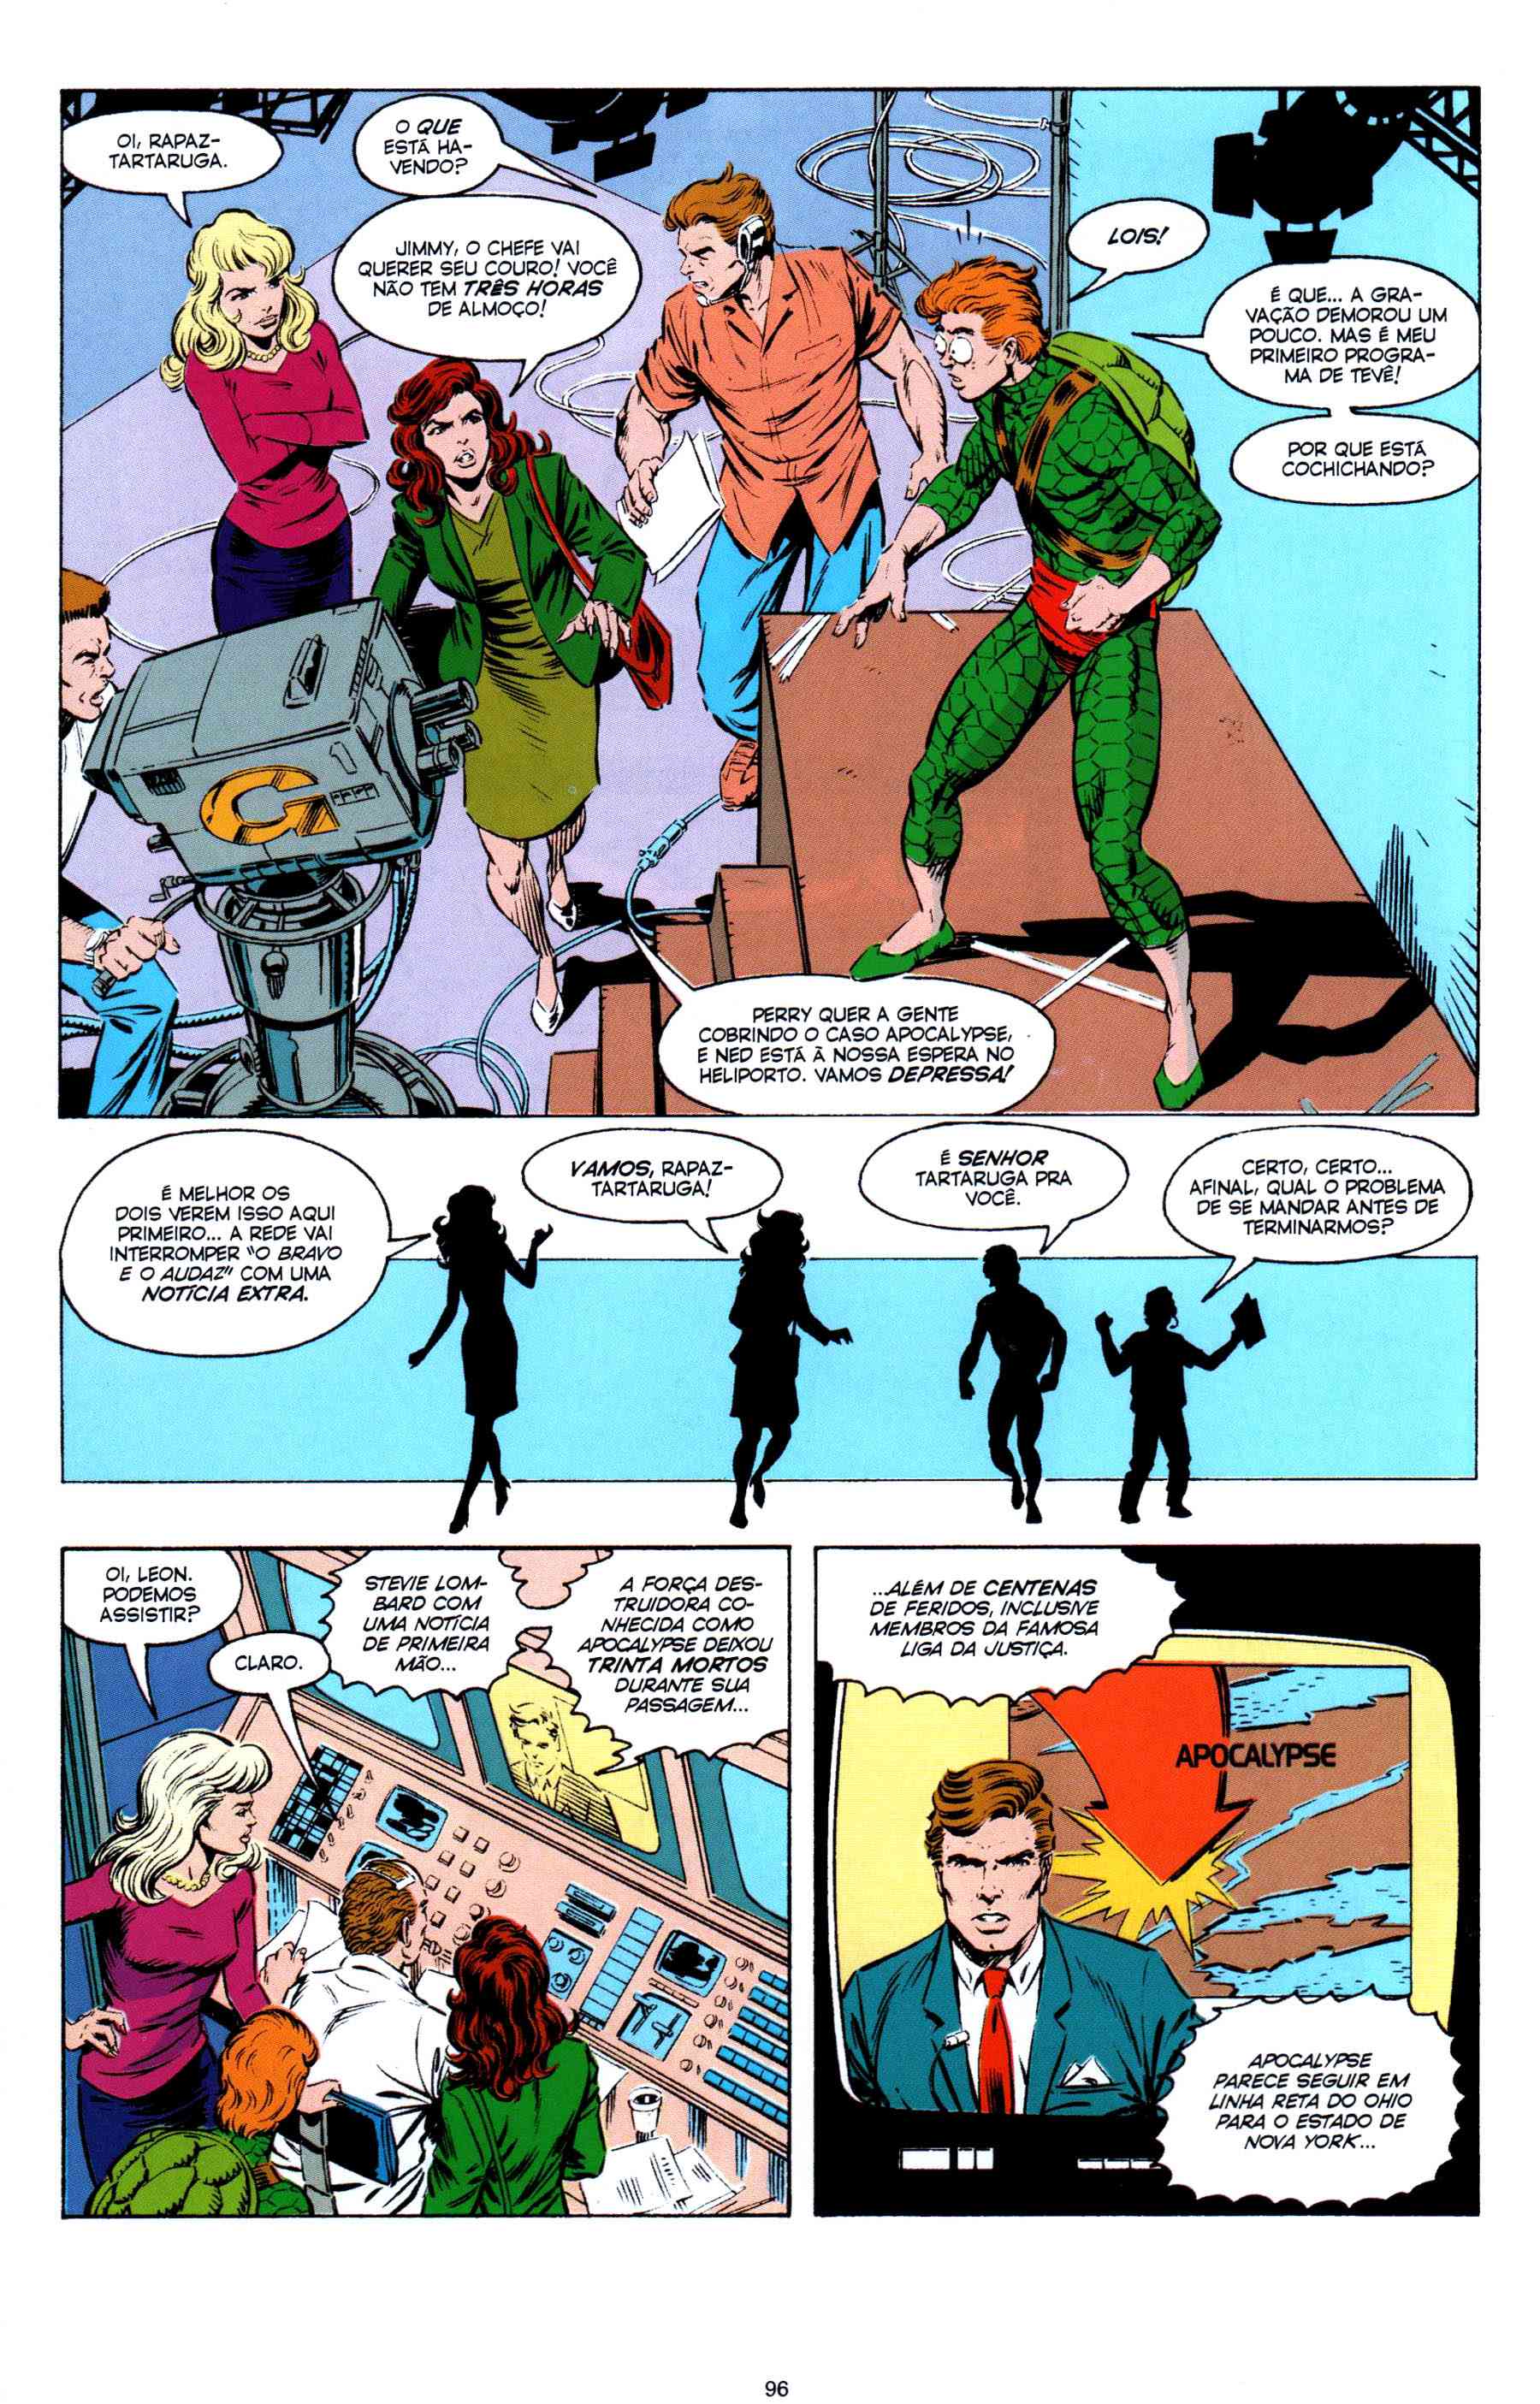 OI, RAPAZ-
TARTARUGA.
O QUE
ESTÁ HA-
VENDO?
JIMMY, O CHEFE VAI
QUERER SEU COURO! VOCÊ
NÃO TEM TRÊS HORAS
DE ALMOÇO!
LOIS!
É QUE... A GRA-
VAÇÃO DEMOROU UM
POUCO. MAS É MEU
PRIMEIRO PROGRA-
MA DE TEVÊ!
POR QUE ESTÁ
COCHICHANDO?
G
1
PERRY QUER A GENTE
COBRINDO O CASO APOCALYPSE,
E NED ESTÁ À NOSSA ESPERA NO
HELIPORTO. VAMOS DEPRESSA!
É MELHOR OS
DOIS VEREM ISSO AQUI
PRIMEIRO... A REDE VAI
INTERROMPER "O BRAVO
E O AUDAZ" COM UMA
NOTÍCIA EXTRA.
VAMOS, RAPAZ-
TARTARUGA!
É SENHOR
TARTARUGA PRA
VOCÊ.
CERTO, CERTO...
AFINAL, QUAL O PROBLEMA
DE SE MANDAR ANTES DE
TERMINARMOS?
OI, LEON.
PODEMOS
ASSISTIR?
CLARO.
STEVIE LOM-
BARD COM
UMA NOTÍCIA
DE PRIMEIRA
MÃO...
A FORÇA DES-
TRUIDORA CO-
NHECIDA COMO
APOCALYPSE DEIXOU
TRINTA MORTOS
DURANTE SUA
PASSAGEM...
...ALÉM DE CENTENAS
DE FERIDOS, INCLUSIVE
MEMBROS DA FAMOSA
LIGA DA JUSTIÇA.
APOCALYPSE
APOCALYPSE
PARECE SEGUIR EM
LINHA RETA DO OHIO
PARA O ESTADO DE
NOVA YORK...
96